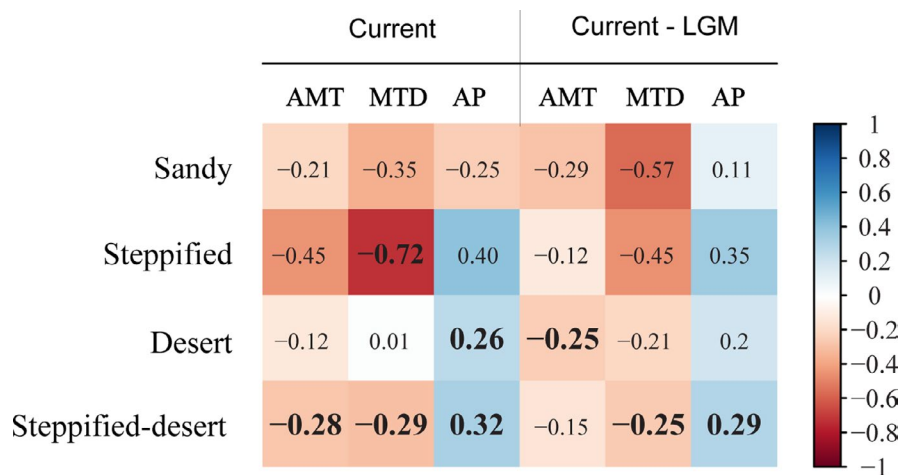 Current Current - LGM
AMT MTD AP AMT MTD AP
Sandy −0.21 −0.35 −0.25 −0.29 −0.57 0.11
Steppified −0.45 −0.72 0.40 −0.12 −0.45 0.35
Desert −0.12 0.01 0.26 −0.25 −0.21 0.2
Steppified-desert −0.28 −0.29 0.32 −0.15 −0.25 0.29
1
0.8
0.6
0.4
0.2
0
−0.2
−0.4
−0.6
−0.8
−1